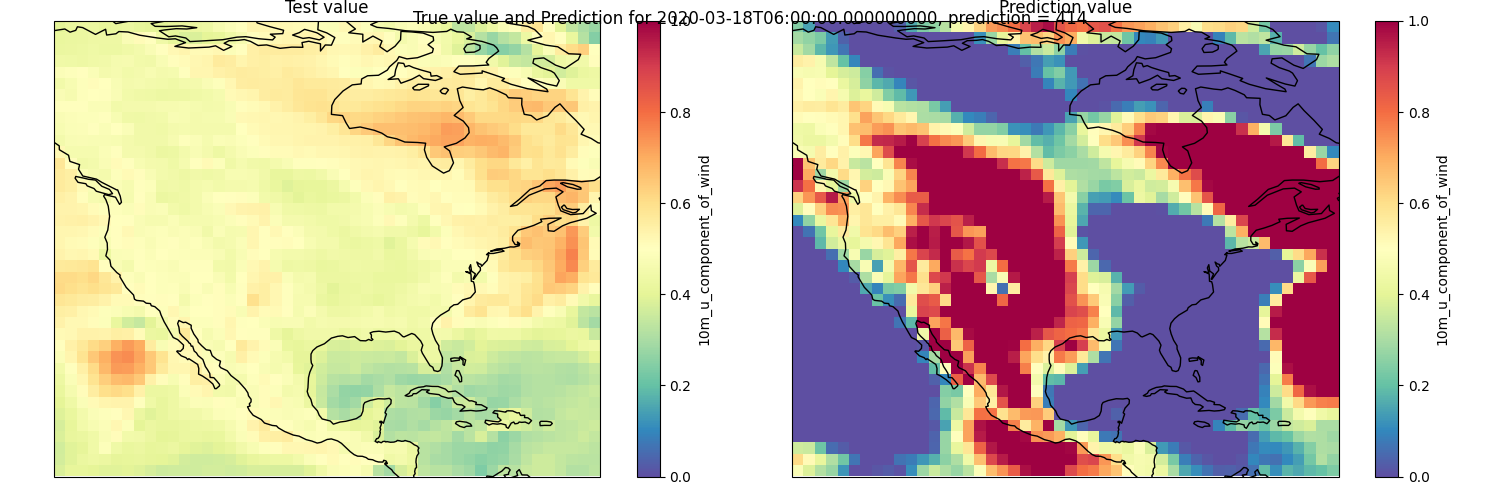 Test value
Prediction value
True value and Prediction for 2020-03-18T06:00:00.000000000, prediction = 414
1.0
0.8
0.6
0.4
0.2
0.0
10m_u_component_of_wind
1.0
0.8
0.6
0.4
0.2
0.0
10m_u_component_of_wind